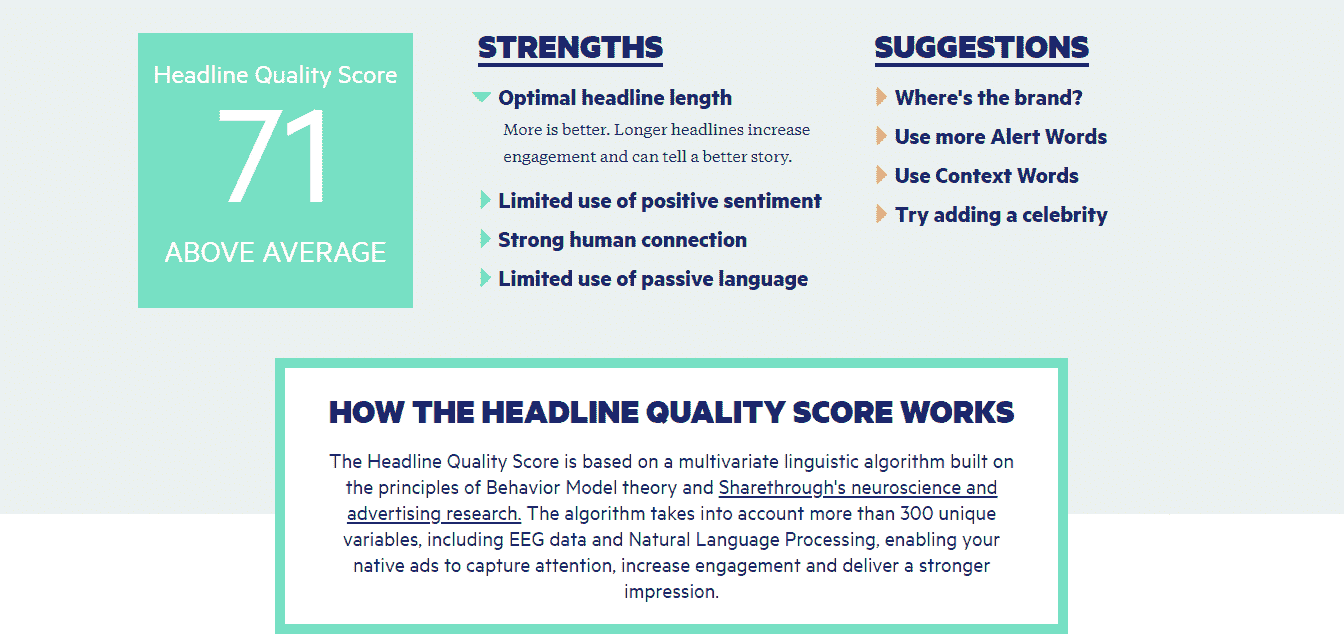 Headline Quality Score
71
ABOVE AVERAGE
STRENGTHS
Optimal headline length
More is better. Longer headlines increase
engagement and can tell a better story.
Limited use of positive sentiment
Strong human connection
Limited use of passive language
SUGGESTIONS
Where's the brand?
Use more Alert Words
Use Context Words
Try adding a celebrity
HOW THE HEADLINE QUALITY SCORE WORKS
The Headline Quality Score is based on a multivariate linguistic algorithm built on
the principles of Behavior Model theory and Sharethrough's neuroscience and
advertising research. The algorithm takes into account more than 300 unique
variables, including EEG data and Natural Language Processing, enabling your
native ads to capture attention, increase engagement and deliver a stronger
impression.